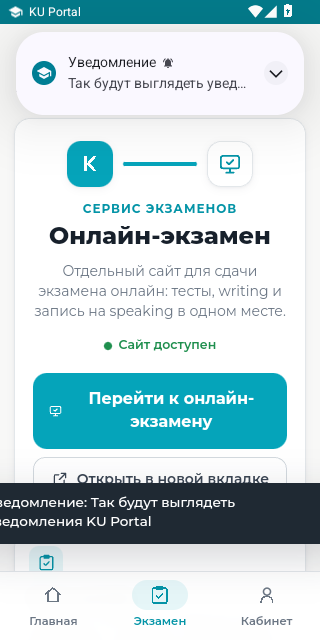 KU Portal
Уведомление
Так будут выглядеть увед...
K
СЕРВИС ЭКЗАМЕНОВ
Онлайн-экзамен
Отдельный сайт для сдачи
экзамена онлайн: тесты, writing и
запись на speaking в одном месте.
Сайт доступен
Перейти к онлайн-
экзамену
Открыть в новой вкладке
ведомление: Так будут выглядеть
ведомления KU Portal
Главная
Экзамен
Кабинет